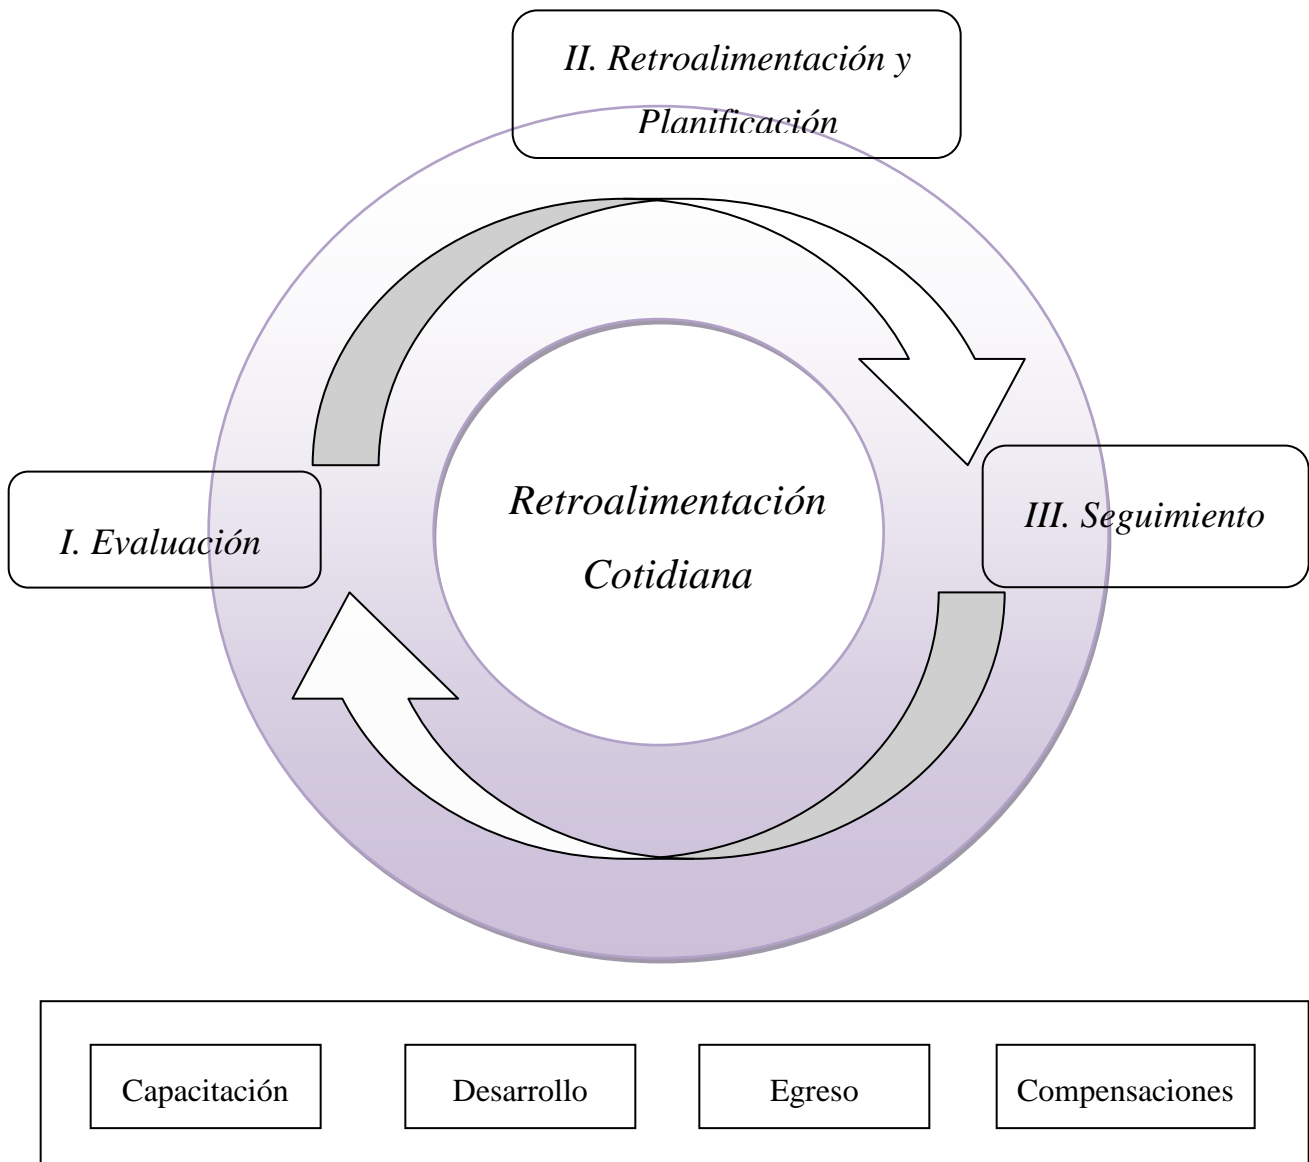 II. Retroalimentación y
Planificación
I. Evaluación
Retroalimentación
Cotidiana
III. Seguimiento
Capacitación
Desarrollo
Egreso
Compensaciones